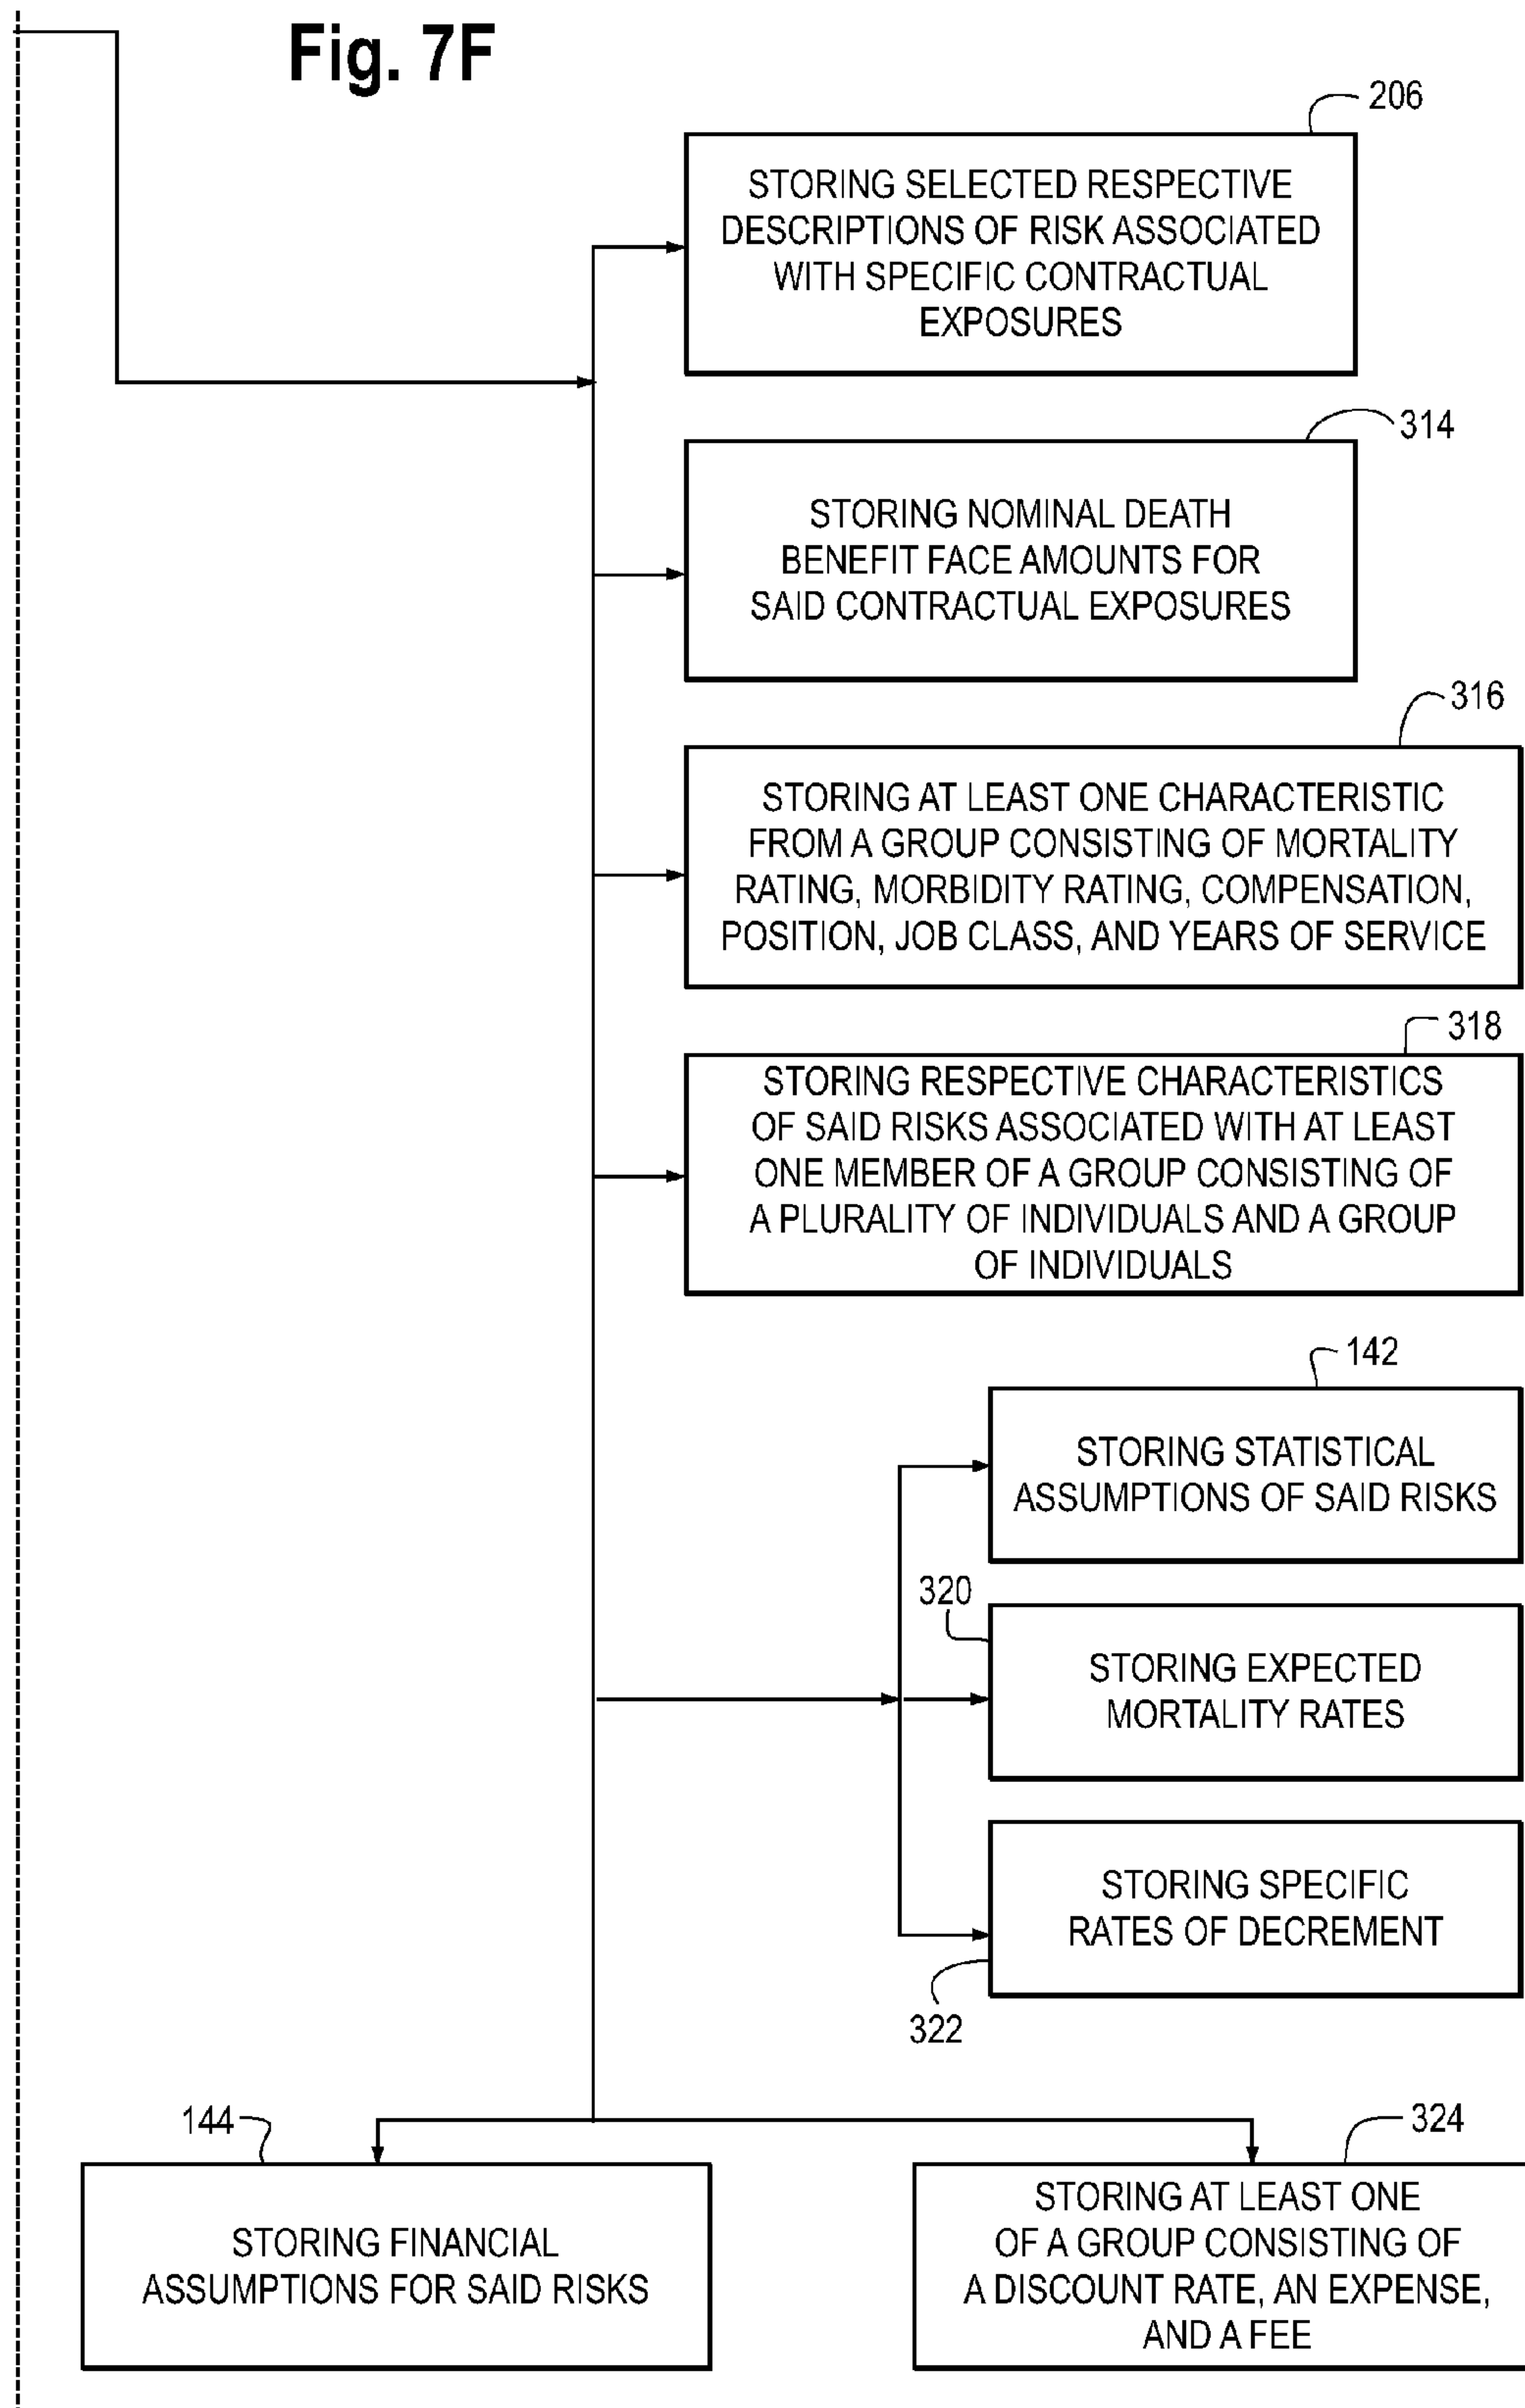 Fig. 7F
206
STORING SELECTED RESPECTIVE
DESCRIPTIONS OF RISK ASSOCIATED
WITH SPECIFIC CONTRACTUAL
EXPOSURES
314
STORING NOMINAL DEATH
BENEFIT FACE AMOUNTS FOR
SAID CONTRACTUAL EXPOSURES
316
STORING AT LEAST ONE CHARACTERISTIC
FROM A GROUP CONSISTING OF MORTALITY
RATING, MORBIDITY RATING, COMPENSATION,
POSITION, JOB CLASS, AND YEARS OF SERVICE
318
STORING RESPECTIVE CHARACTERISTICS
OF SAID RISKS ASSOCIATED WITH AT LEAST
ONE MEMBER OF A GROUP CONSISTING OF
A PLURALITY OF INDIVIDUALS AND A GROUP
OF INDIVIDUALS
142
STORING STATISTICAL
ASSUMPTIONS OF SAID RISKS
320
STORING EXPECTED
MORTALITY RATES
STORING SPECIFIC
RATES OF DECREMENT
322
144
STORING FINANCIAL
ASSUMPTIONS FOR SAID RISKS
324
STORING AT LEAST ONE
OF A GROUP CONSISTING OF
A DISCOUNT RATE, AN EXPENSE,
AND A FEE